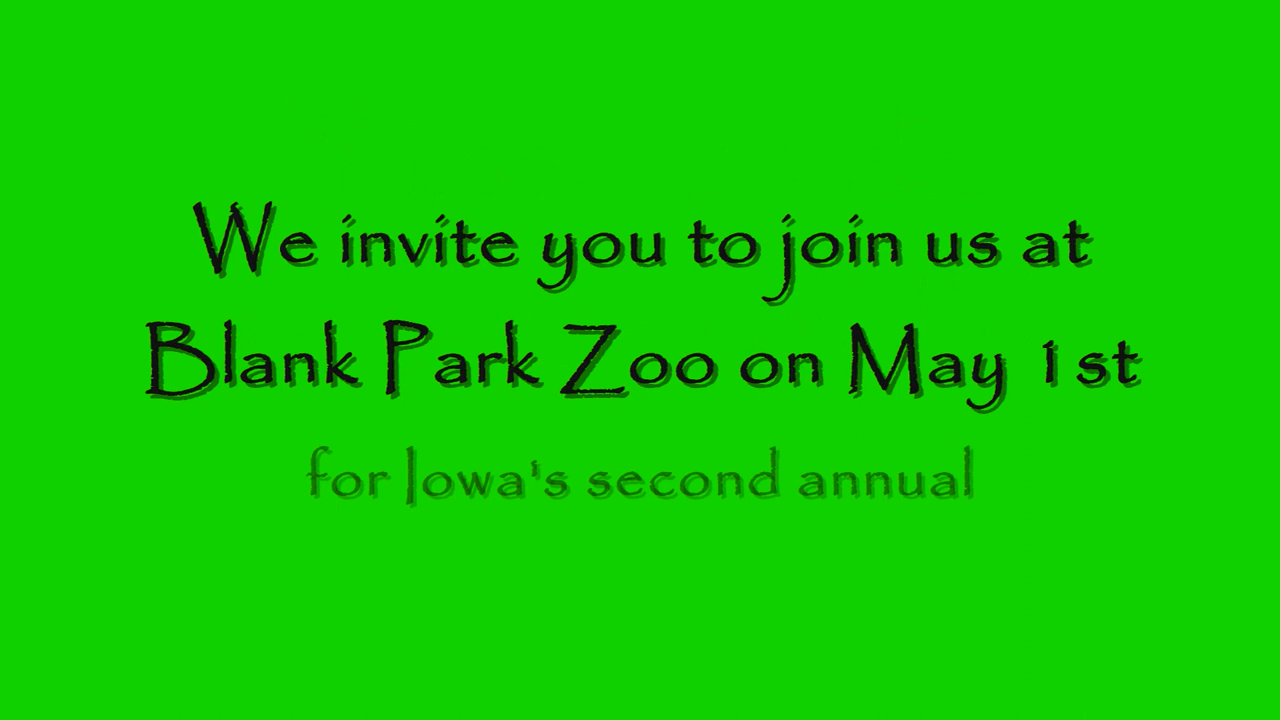 We invite you to join us at
Blank Park Zoo on May 1st
for Iowa's second annual